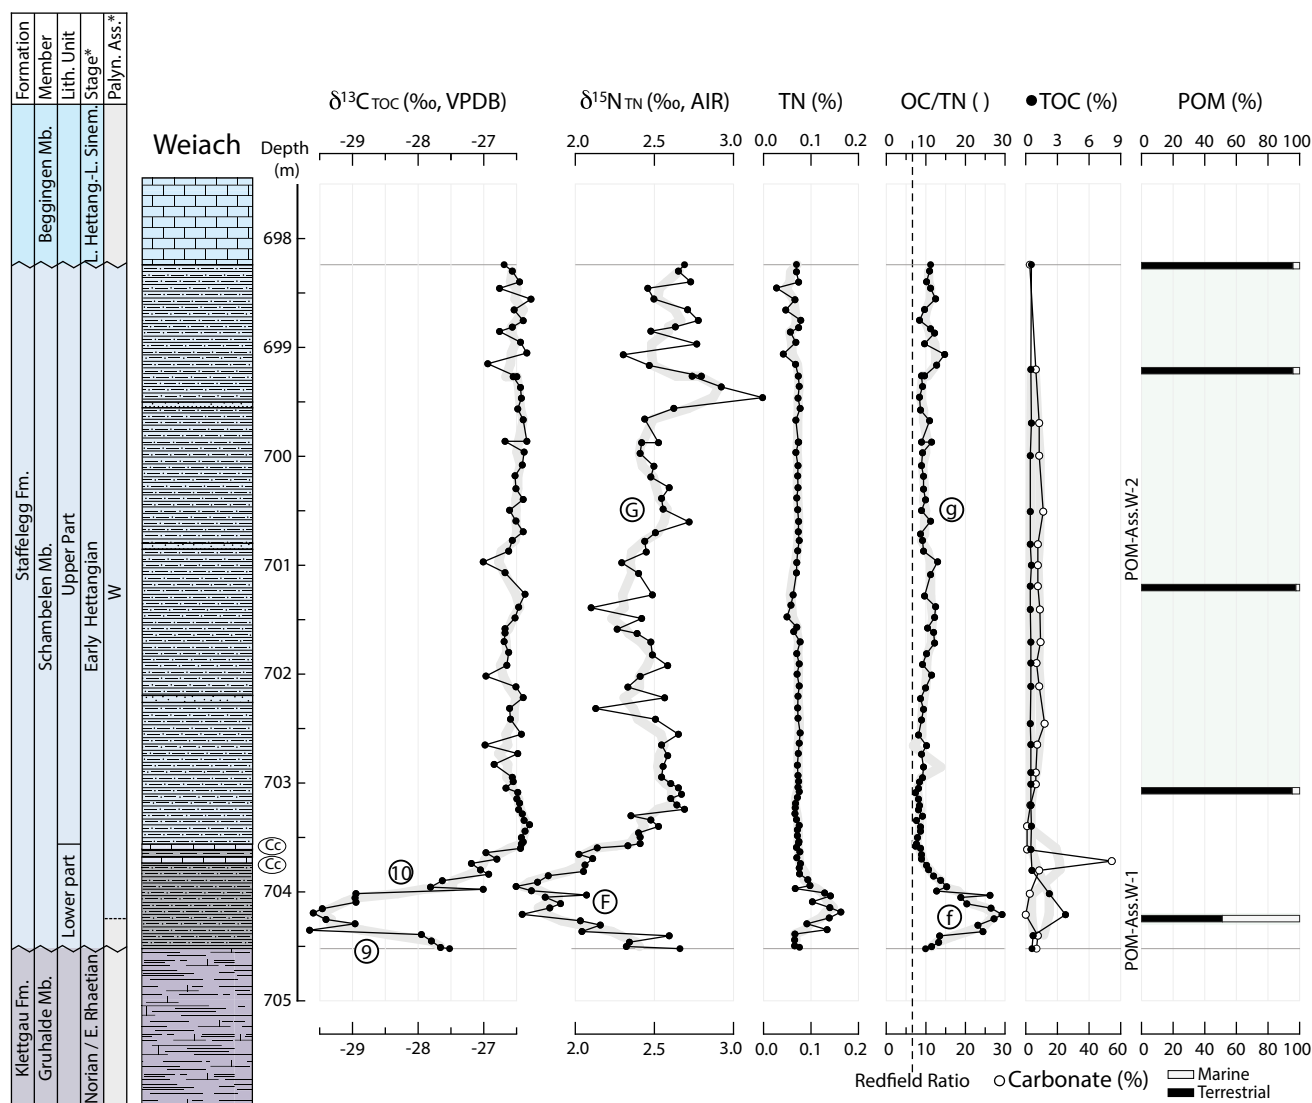 Formation
Member
Lith. Unit
Stage*
Palyn. Ass.*
Weiach
Depth
(m)
δ13C TOC (‰, VPDB)
δ15N TN (‰, AIR)
TN (%)
OC/TN ( )
●TOC (%)
POM (%)
-29 -28 -27
2.0 2.5 3.0
0.0 0.1 0.2
0 10 20 30
0 3 6 9
0 20 40 60 80 100
Beggingen Mb.
L. Hettang.-L. Sinem.
698
699
700
701
702
703
704
705
Staffelegg Fm.
Schambelen Mb.
Upper Part
Early Hettangian
W
Lower part
Klettgau Fm.
Gruhalde Mb.
Norian / E. Rhaetian
Cc
Cc
G
g
10
F
f
9
POM-Ass.W-2
POM-Ass.W-1
-29 -28 -27
2.0 2.5 3.0
0.0 0.1 0.2
0 10 20 30
0 20 40 60
0 20 40 60 80 100
Redfield Ratio
○ Carbonate (%)
Marine
Terrestrial